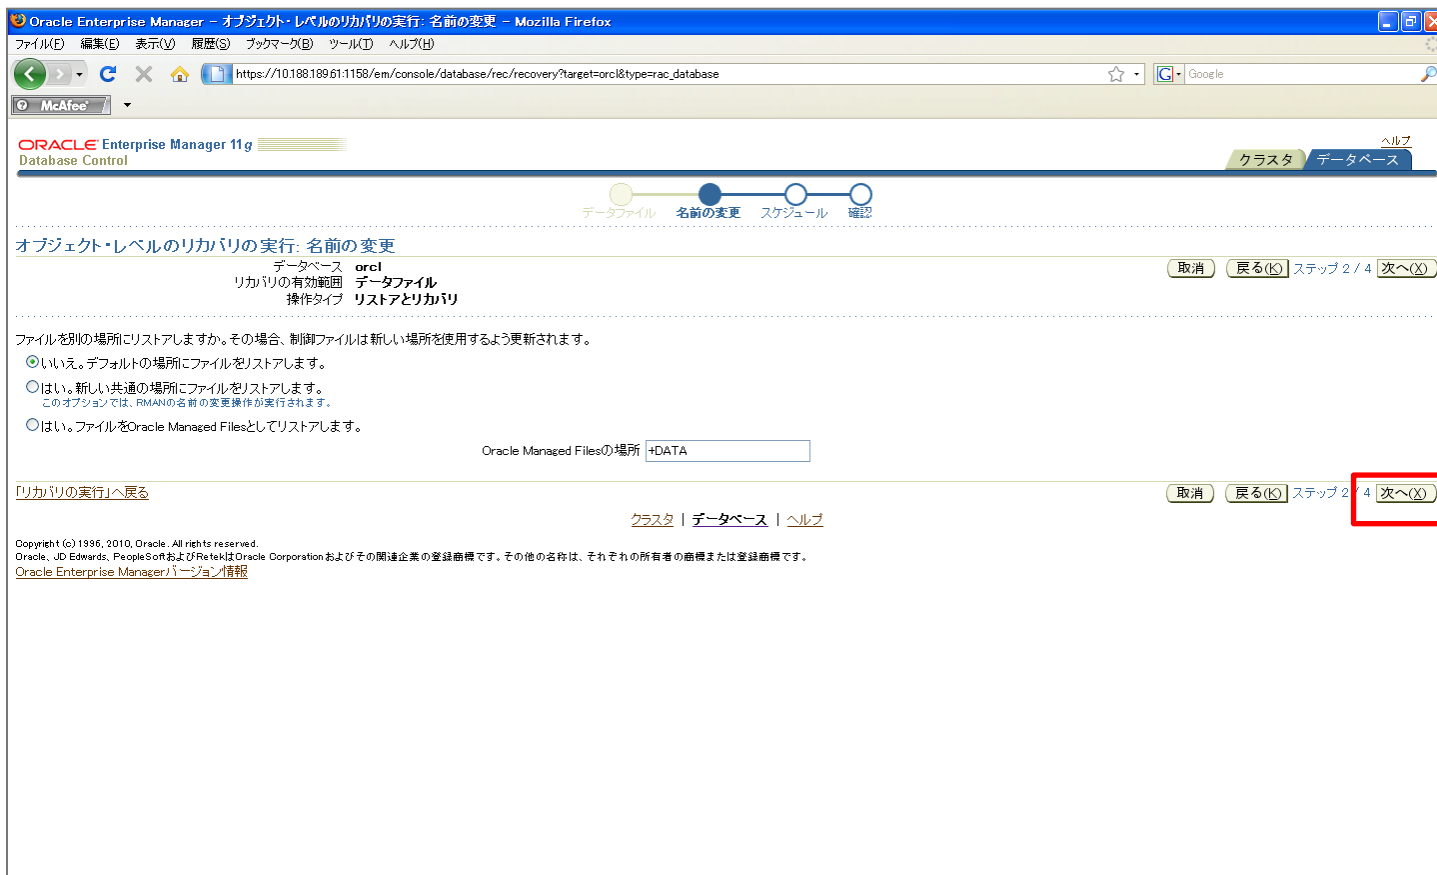 Oracle Enterprise Manager - オブジェクト・レベルのリカバリの実行: 名前の変更 - Mozilla Firefox
ファイル(F) 編集(E) 表示(V) 履歴(S) ブックマーク(B) ツール(T) ヘルプ(H)
https://10.188.189.61:1158/em/console/database/rec/recovery?target=orcl&type=rac_database
G Google
McAfee
ORACLE Enterprise Manager 11g
Database Control
ヘルプ
クラスタ データベース
データファイル 名前の変更 スケジュール 確認
オブジェクト・レベルのリカバリの実行: 名前の変更
データベース orcl
リカバリの有効範囲 データファイル
操作タイプ リストアとリカバリ
取消 戻る(K) ステップ 2 / 4 次へ(X)
ファイルを別の場所にリストアしますか。その場合、制御ファイルは新しい場所を使用するよう更新されます。
いいえ。デフォルトの場所にファイルをリストアします。
はい。新しい共通の場所にファイルをリストアします。
このオプションでは、RMANの名前の変更操作が実行されます。
はい。ファイルをOracle Managed Filesとしてリストアします。
Oracle Managed Filesの場所 +DATA
「リカバリの実行」へ戻る
取消 戻る(K) ステップ 2 / 4 次へ(X)
クラスタ | データベース | ヘルプ
Copyright (c) 1996, 2010, Oracle. All rights reserved.
Oracle、JD Edwards、PeopleSoftおよびRetekはOracle Corporationおよびその関連企業の登録商標です。その他の名称は、それぞれの所有者の商標または登録商標です。
Oracle Enterprise Managerバージョン情報